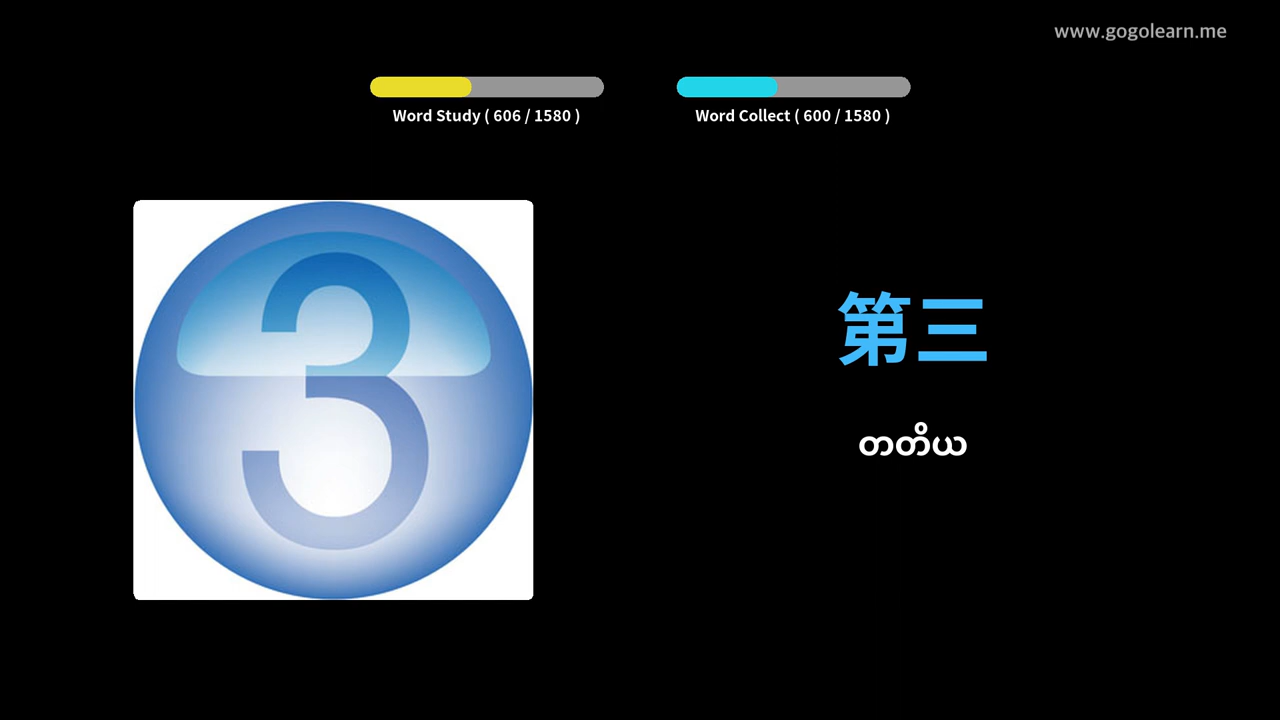 www.gogolearn.me
Word Study ( 606 / 1580 )
Word Collect ( 600 / 1580 )
3
第三
တတိယ